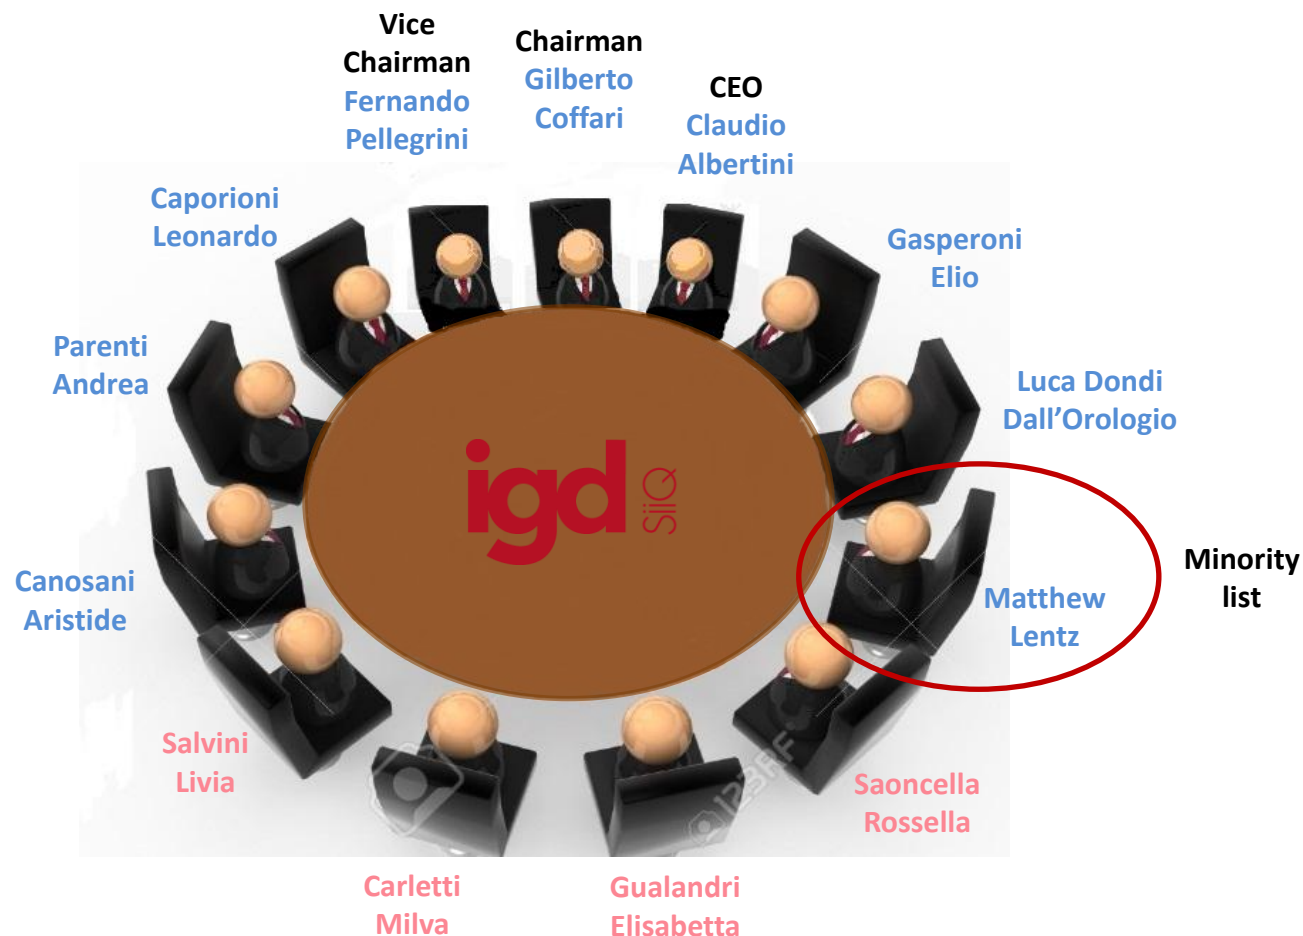 Vice
Chairman
Fernando
Pellegrini
Chairman
Gilberto
Coffari
CEO
Claudio
Albertini
Caporioni
Leonardo
Gasperoni
Elio
Parenti
Andrea
Luca Dondi
Dall’Orologio
igd
SiiQ
Canosani
Aristide
Matthew
Lentz
Minority
list
Salvini
Livia
Saoncella
Rossella
123RF
Carletti
Milva
Gualandri
Elisabetta